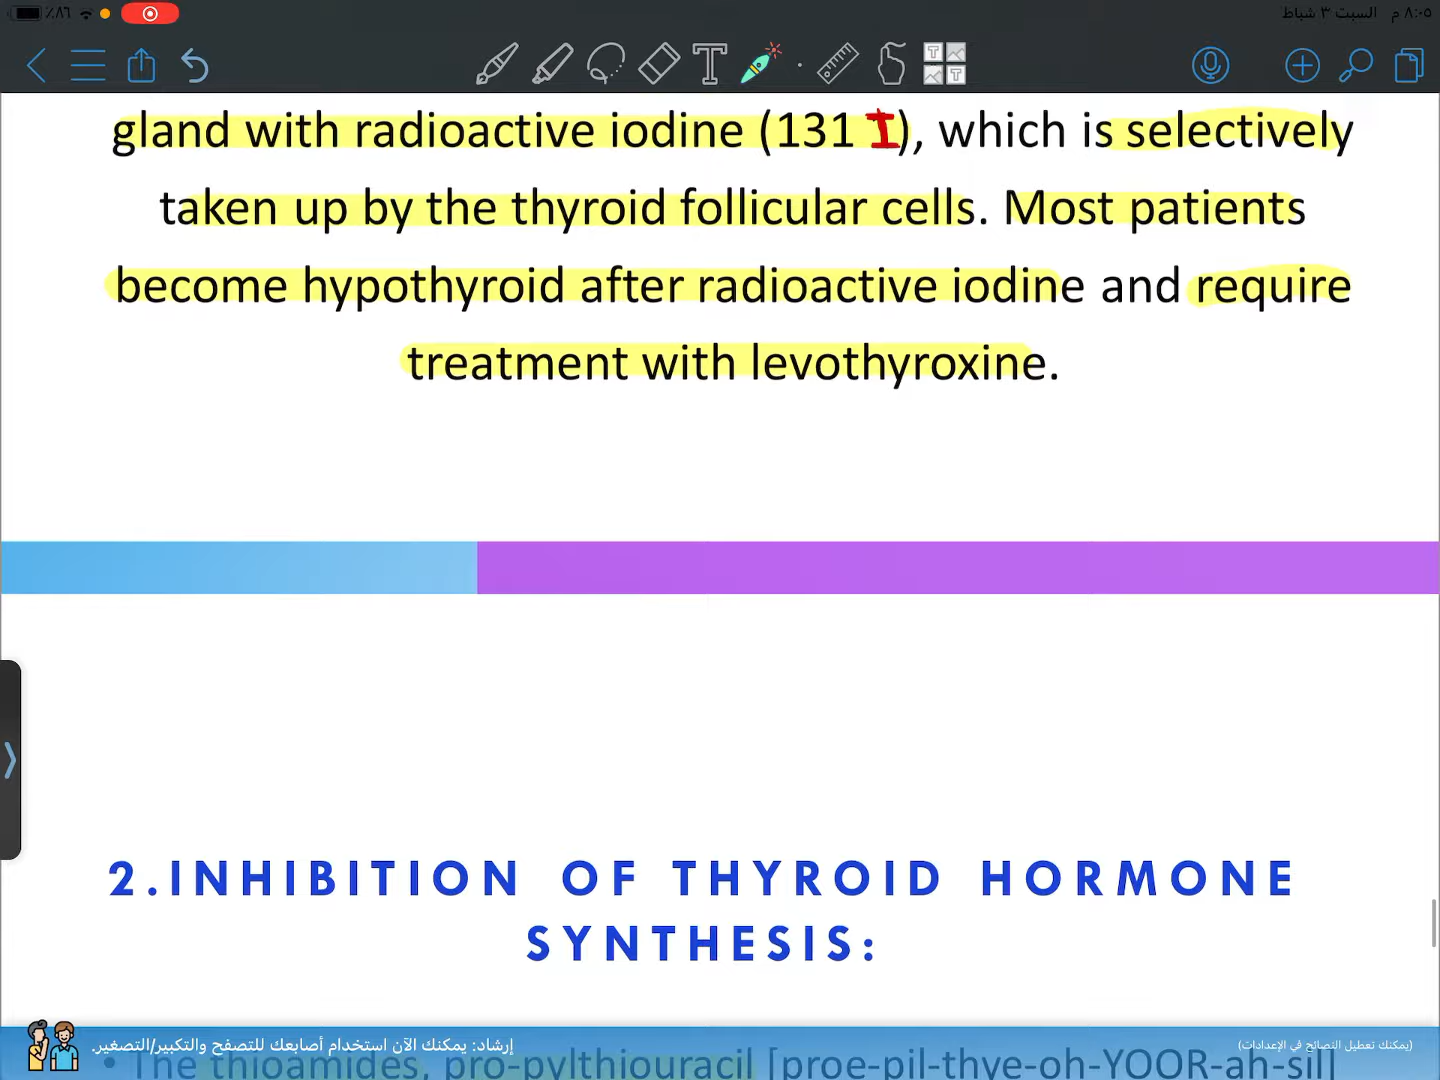 ٪٨٦
٨:٠٥ م السبت ٣ شباط
gland with radioactive iodine (131 I), which is selectively
taken up by the thyroid follicular cells. Most patients
become hypothyroid after radioactive iodine and require
treatment with levothyroxine.
2.INHIBITION OF THYROID HORMONE
SYNTHESIS:
إرشاد: يمكنك الآن استخدام أصابعك للتصفح والتكبير/التصغير.
(يمكنك تعطيل النصائح في الإعدادات)
• The thioamides, pro-pylthiouracil [proe-pil-thye-oh-YOOR-ah-sil]